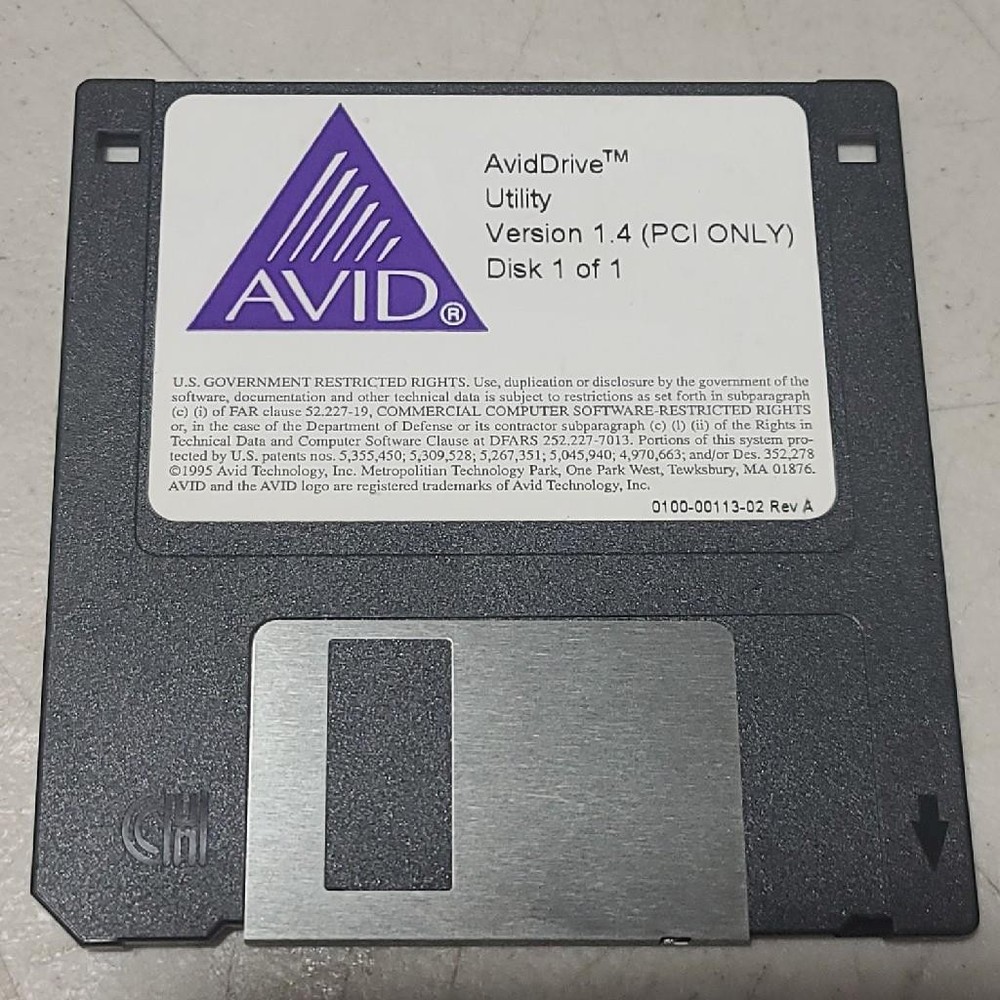 AVID®
AvidDrive™
Utility
Version 1.4 (PCI ONLY)
Disk 1 of 1
U.S. GOVERNMENT RESTRICTED RIGHTS. Use, duplication or disclosure by the government of the
software, documentation and other technical data is subject to restrictions as set forth in subparagraph
(c) (i) of FAR clause 52.227-19, COMMERCIAL COMPUTER SOFTWARE-RESTRICTED RIGHTS
or, in the case of the Department of Defense or its contractor subparagraph (c) (l) (ii) of the Rights in
Technical Data and Computer Software Clause at DFARS 252.227-7013. Portions of this system pro-
tected by U.S. patents nos. 5,355,450; 5,309,528; 5,267,351; 5,045,940; 4,970,663; and/or Des. 352,278
©1995 Avid Technology, Inc. Metropolitan Technology Park, One Park West, Tewksbury, MA 01876.
AVID and the AVID logo are registered trademarks of Avid Technology, Inc.
0100-00113-02 Rev A